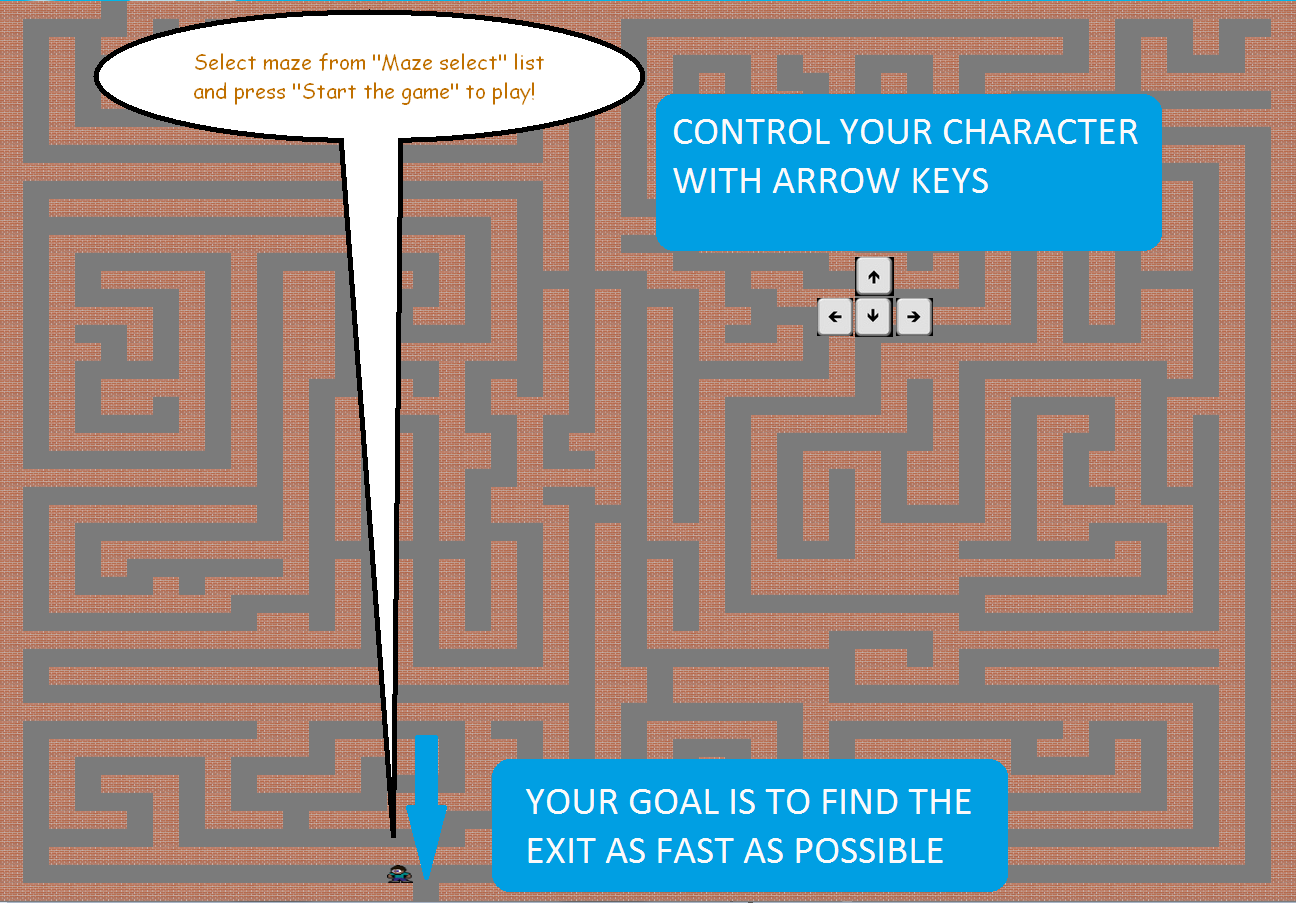 Select maze from "Maze select" list
and press "Start the game" to play!
CONTROL YOUR CHARACTER
WITH ARROW KEYS
YOUR GOAL IS TO FIND THE
EXIT AS FAST AS POSSIBLE